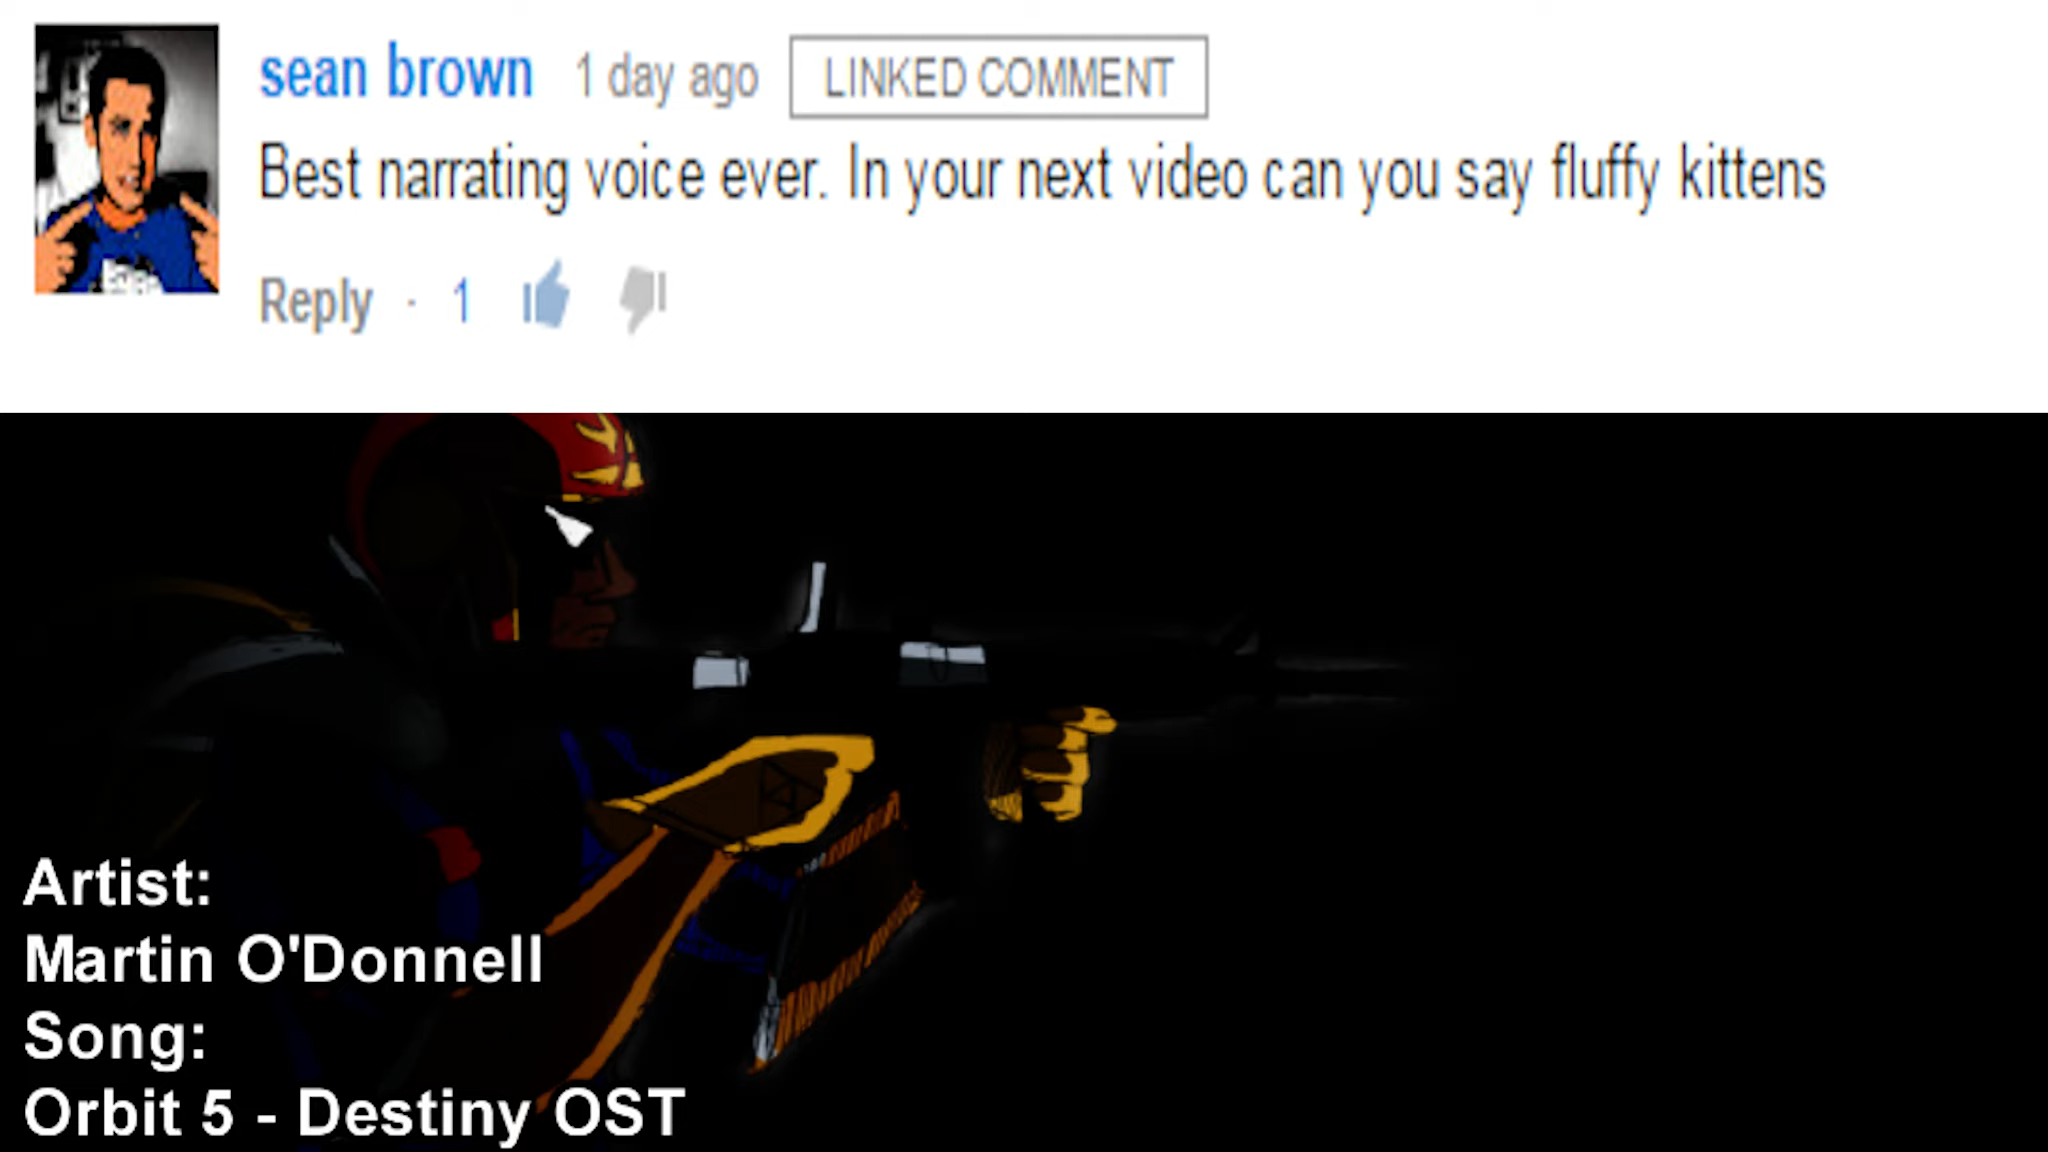 sean brown 1 day ago LINKED COMMENT
Best narrating voice ever. In your next video can you say fluffy kittens
Reply · 1
Artist:
Martin O'Donnell
Song:
Orbit 5 - Destiny OST